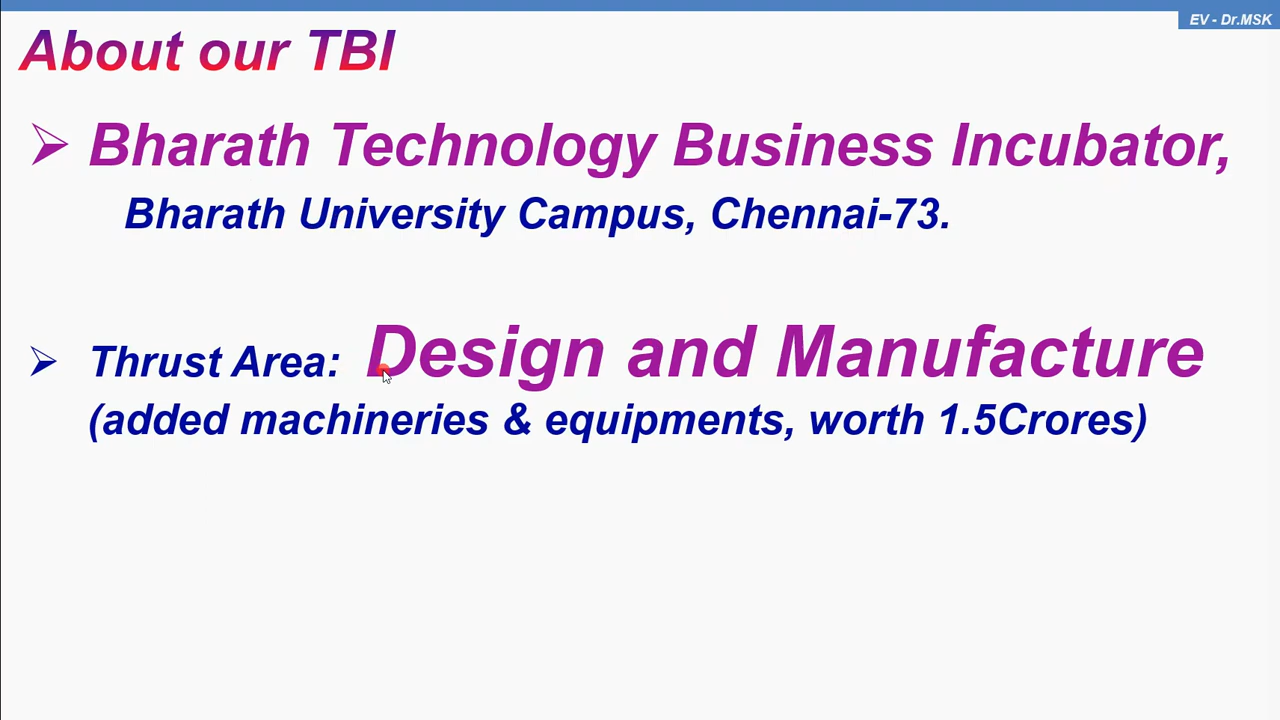 EV - Dr.MSK
About our TBI
➢ Bharath Technology Business Incubator,
Bharath University Campus, Chennai-73.
➢ Thrust Area: Design and Manufacture
(added machineries & equipments, worth 1.5Crores)